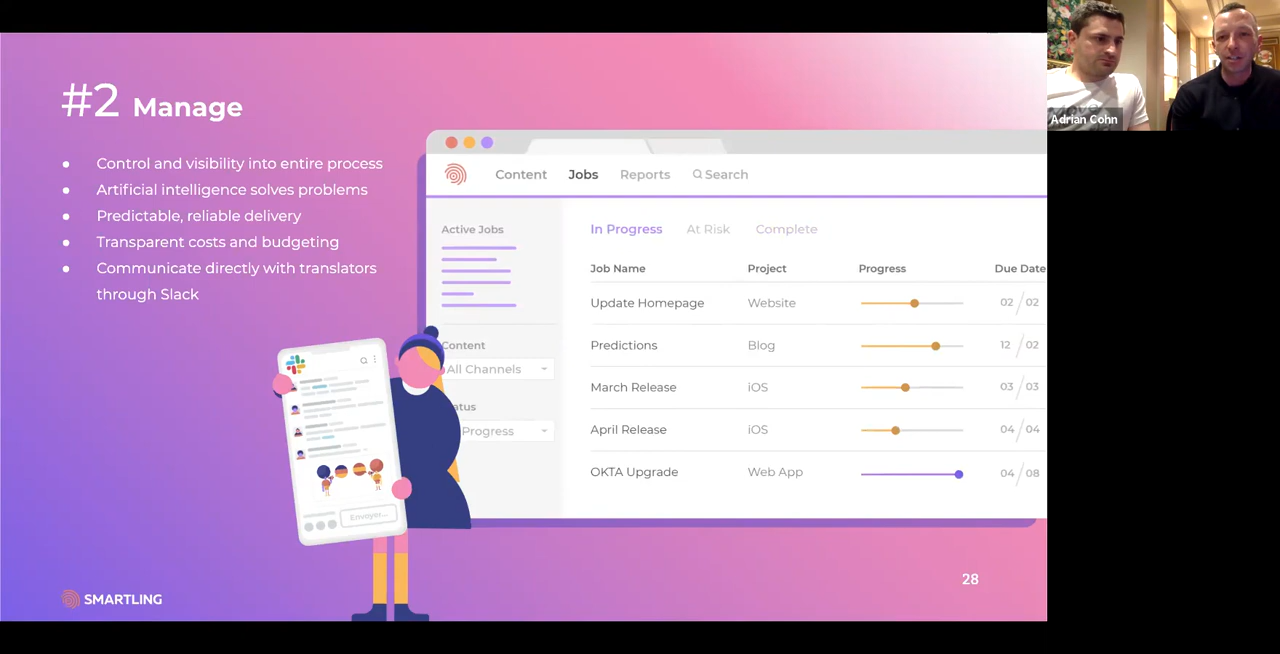 #2 Manage
● Control and visibility into entire process
● Artificial intelligence solves problems
● Predictable, reliable delivery
● Transparent costs and budgeting
● Communicate directly with translators
through Slack
Content Jobs Reports Search
Active Jobs
Content
All Channels
Progress
In Progress At Risk Complete
Job Name Project Progress Due Date
Update Homepage Website 02/02
Predictions Blog 12/02
March Release iOS 03/03
April Release iOS 04/04
OKTA Upgrade Web App 04/08
Envoyer...
SMARTLING
28
Adrian Cohn